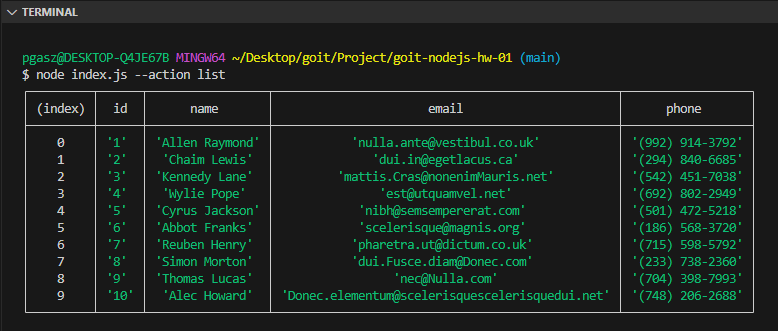 TERMINAL
pgasz@DESKTOP-Q4JE67B MINGW64 ~/Desktop/goit/Project/goit-nodejs-hw-01 (main)
$ node index.js --action list
(index) id name email phone
0 '1' 'Allen Raymond' 'nulla.ante@vestibul.co.uk' '(992) 914-3792'
1 '2' 'Chaim Lewis' 'dui.in@egetlacus.ca' '(294) 840-6685'
2 '3' 'Kennedy Lane' 'mattis.Cras@nonenimMauris.net' '(542) 451-7038'
3 '4' 'Wylie Pope' 'est@utquamvel.net' '(692) 802-2949'
4 '5' 'Cyrus Jackson' 'nibh@semsempererat.com' '(501) 472-5218'
5 '6' 'Abbot Franks' 'scelerisque@magnis.org' '(186) 568-3720'
6 '7' 'Reuben Henry' 'pharetra.ut@dictum.co.uk' '(715) 598-5792'
7 '8' 'Simon Morton' 'dui.Fusce.diam@Donec.com' '(233) 738-2360'
8 '9' 'Thomas Lucas' 'nec@Nulla.com' '(704) 398-7993'
9 '10' 'Alec Howard' 'Donec.elementum@scelerisquescelerisquedui.net' '(748) 206-2688'